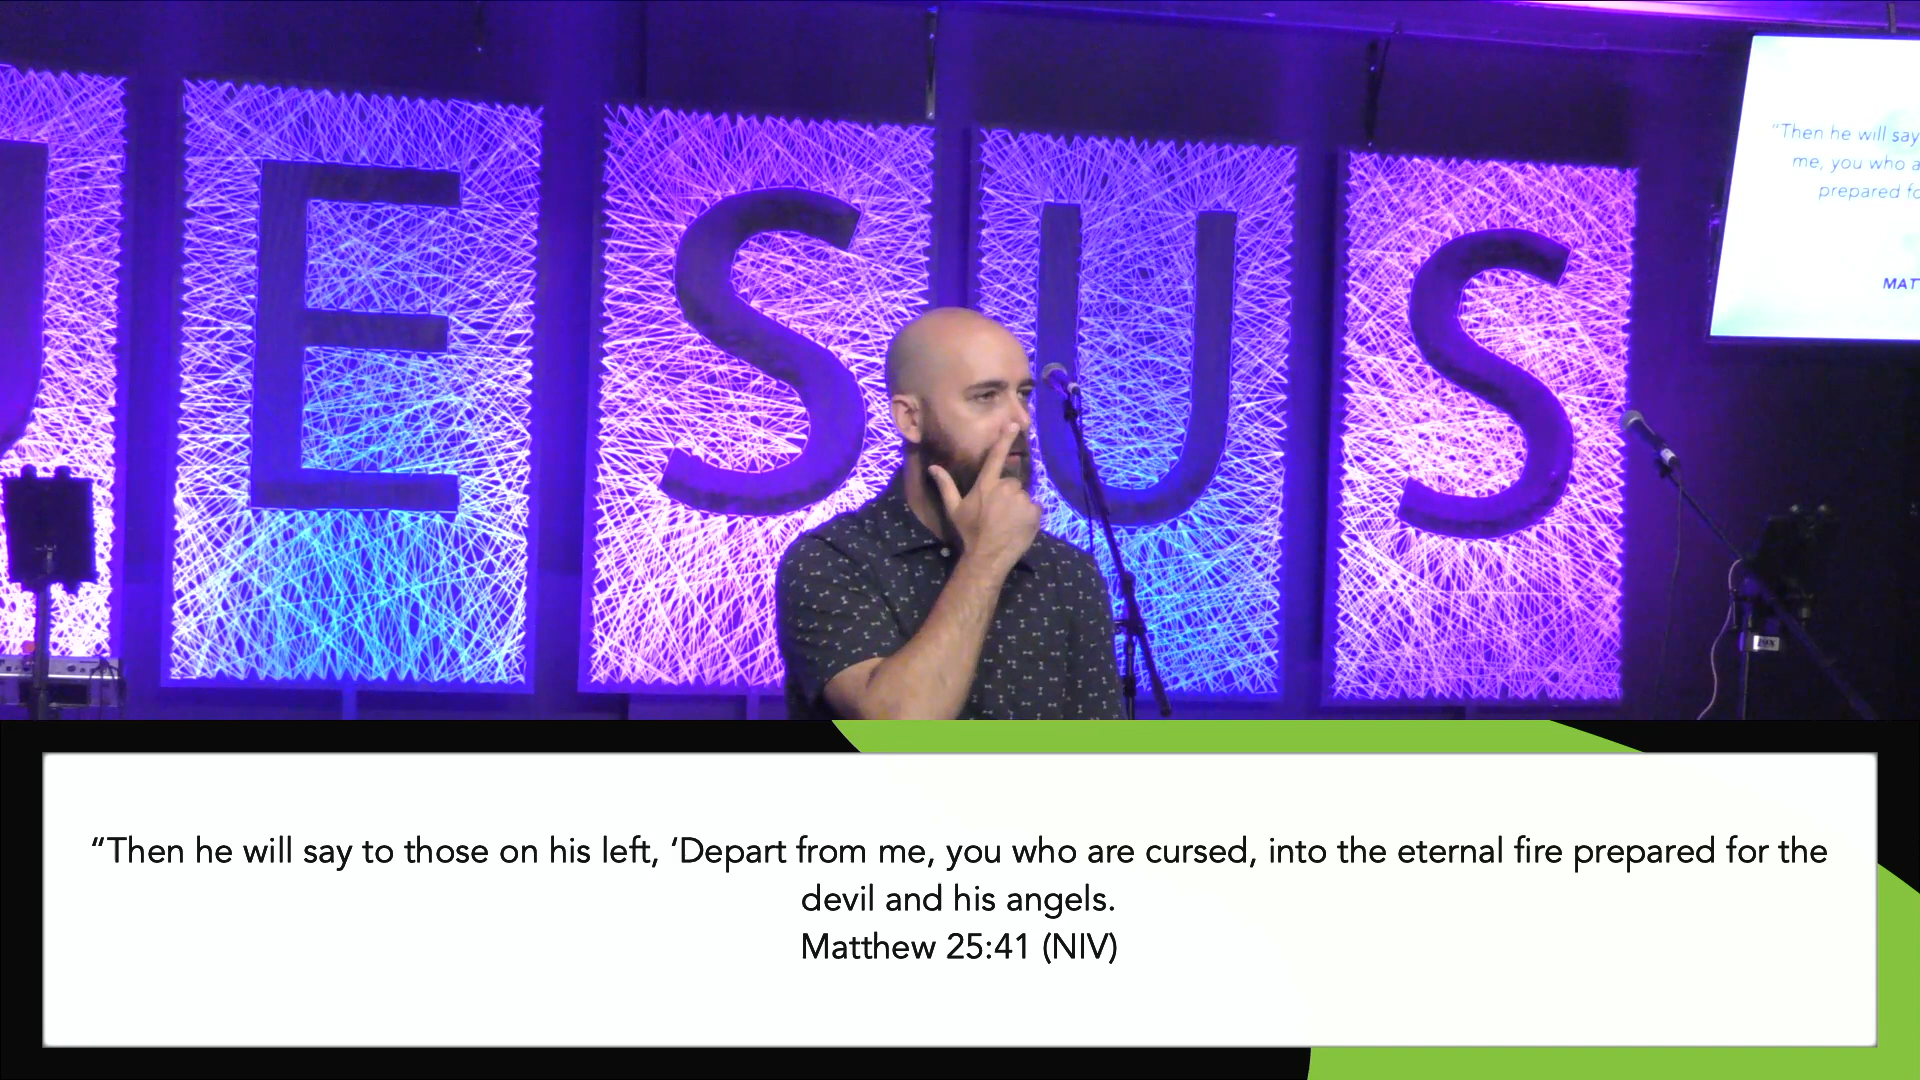 JESUS
"Then he will say
me, you who a
prepared fo
MAT
“Then he will say to those on his left, ‘Depart from me, you who are cursed, into the eternal fire prepared for the
devil and his angels.
Matthew 25:41 (NIV)